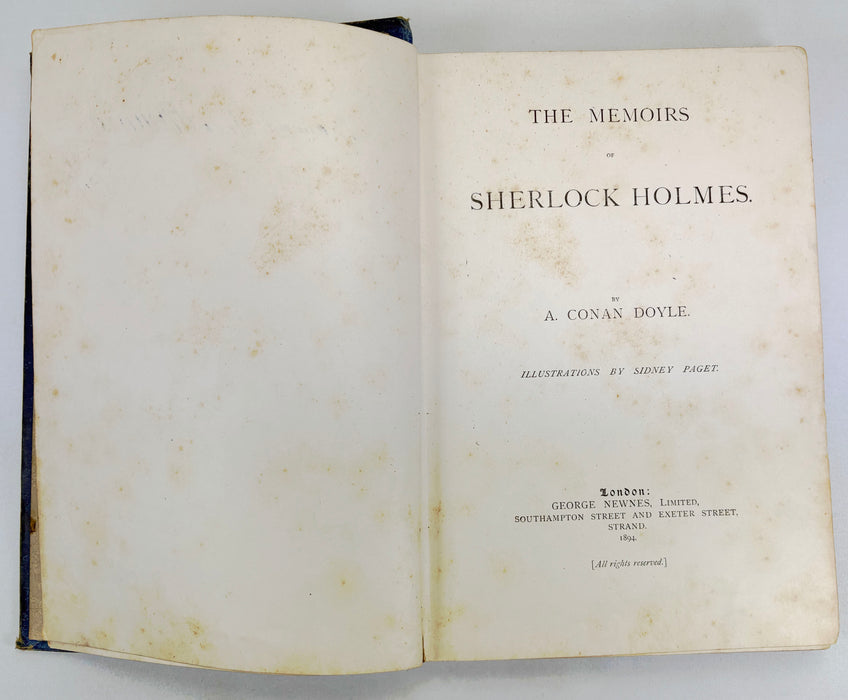 THE MEMOIRS
OF
SHERLOCK HOLMES.
BY
A. CONAN DOYLE.
ILLUSTRATIONS BY SIDNEY PAGET.
London:
GEORGE NEWNES, LIMITED,
SOUTHAMPTON STREET AND EXETER STREET,
STRAND.
1894.
[All rights reserved.]